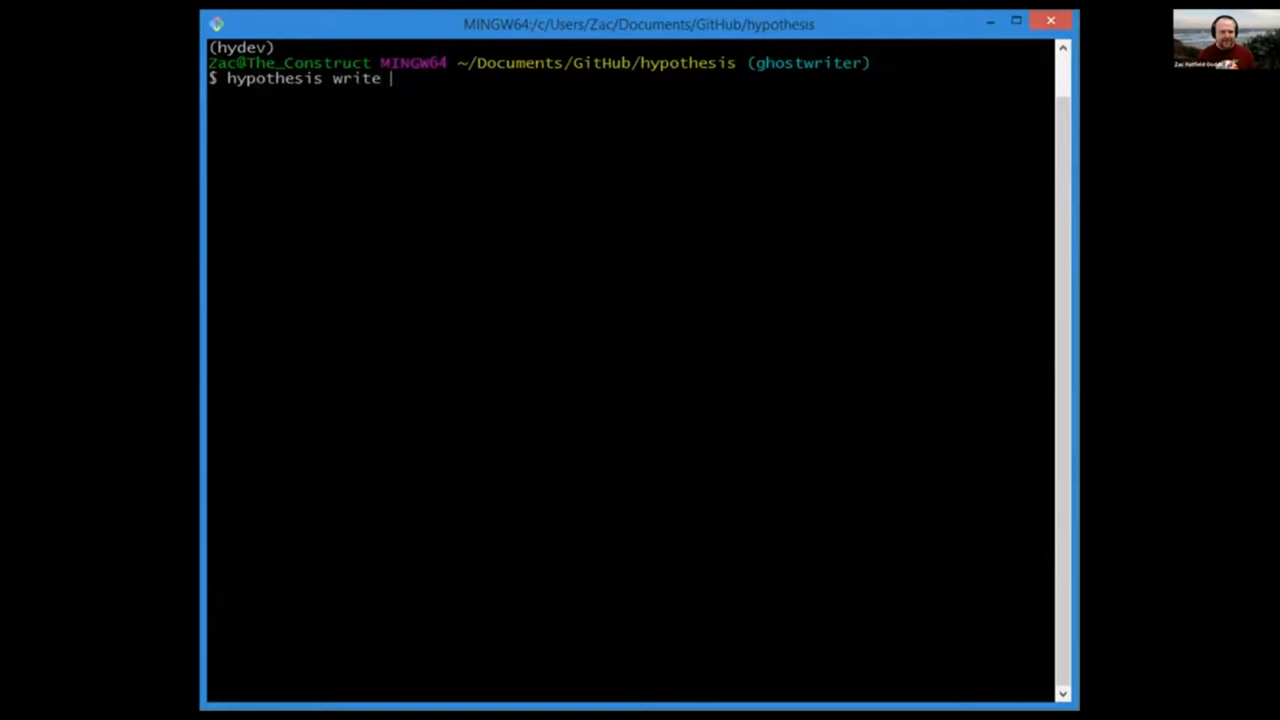 MINGW64:/c/Users/Zac/Documents/GitHub/hypothesis
(hydev)
Zac@The_Construct MINGW64 ~/Documents/GitHub/hypothesis (ghostwriter)
$ hypothesis write